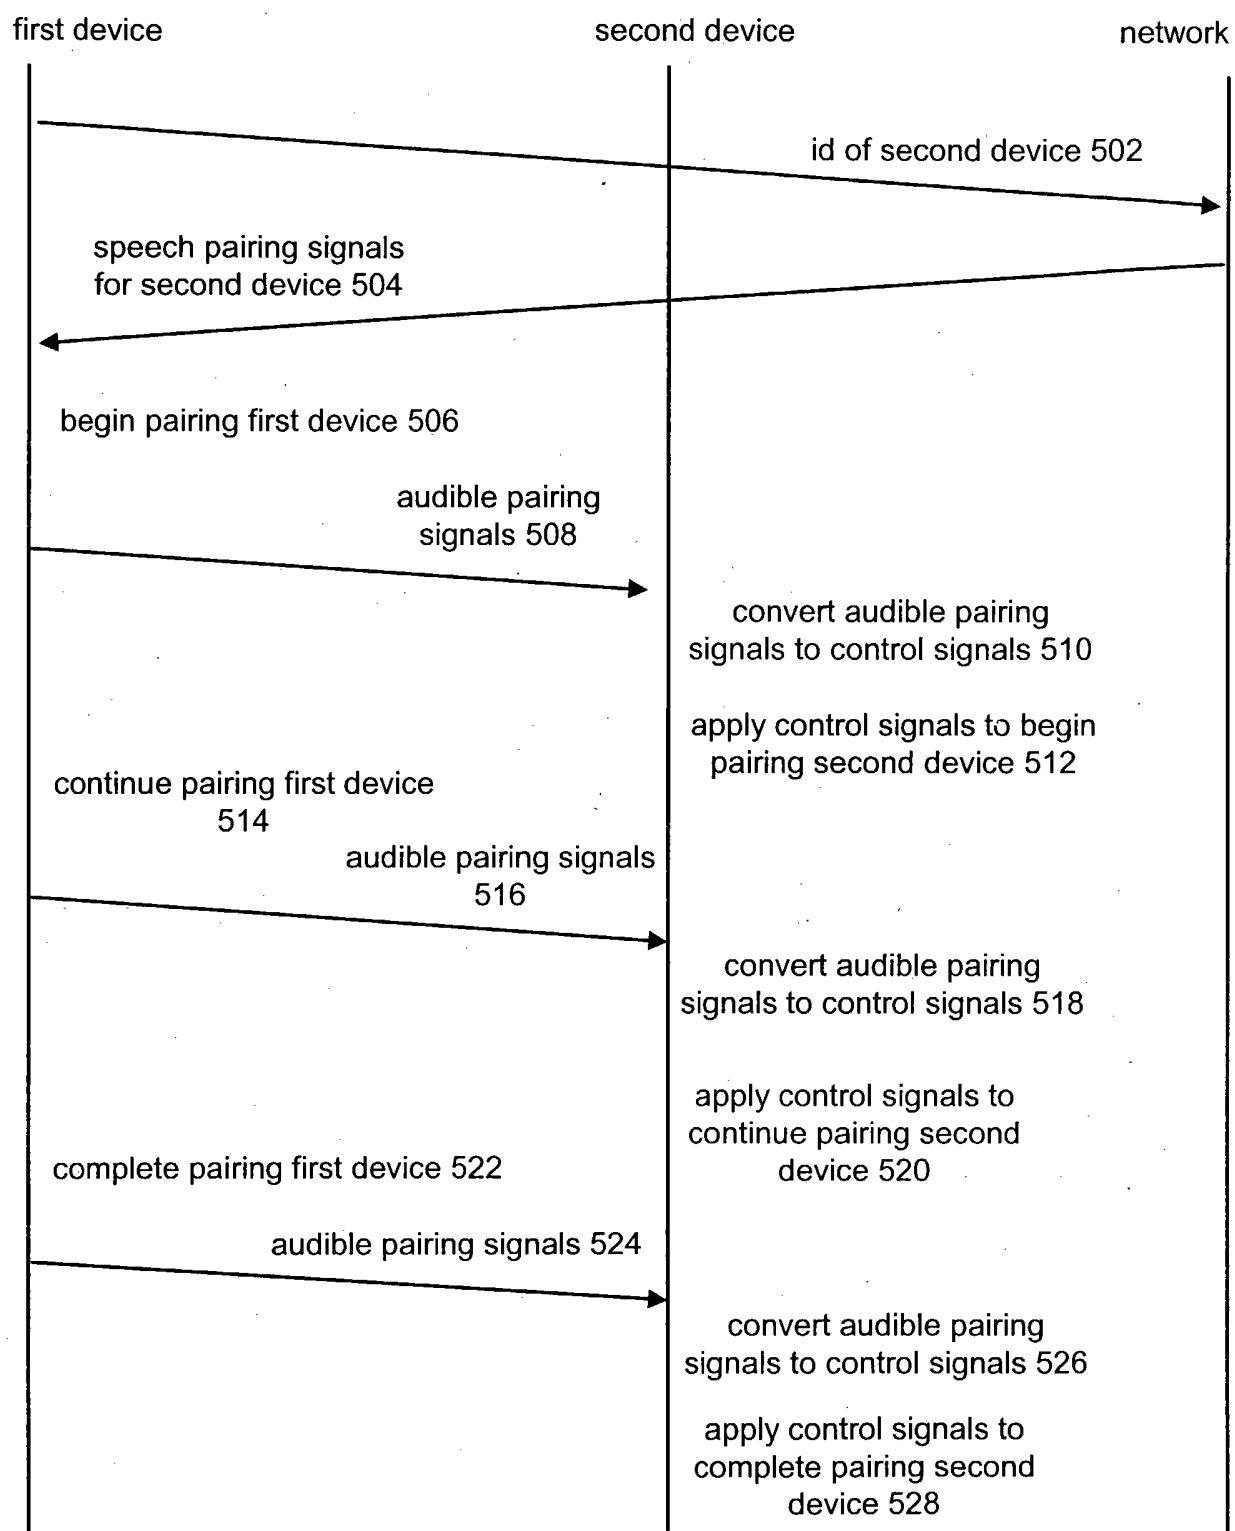 first device
second device
network
id of second device 502
speech pairing signals
for second device 504
begin pairing first device 506
audible pairing
signals 508
convert audible pairing
signals to control signals 510
apply control signals to begin
pairing second device 512
continue pairing first device
514
audible pairing signals
516
convert audible pairing
signals to control signals 518
apply control signals to
continue pairing second
device 520
complete pairing first device 522
audible pairing signals 524
convert audible pairing
signals to control signals 526
apply control signals to
complete pairing second
device 528